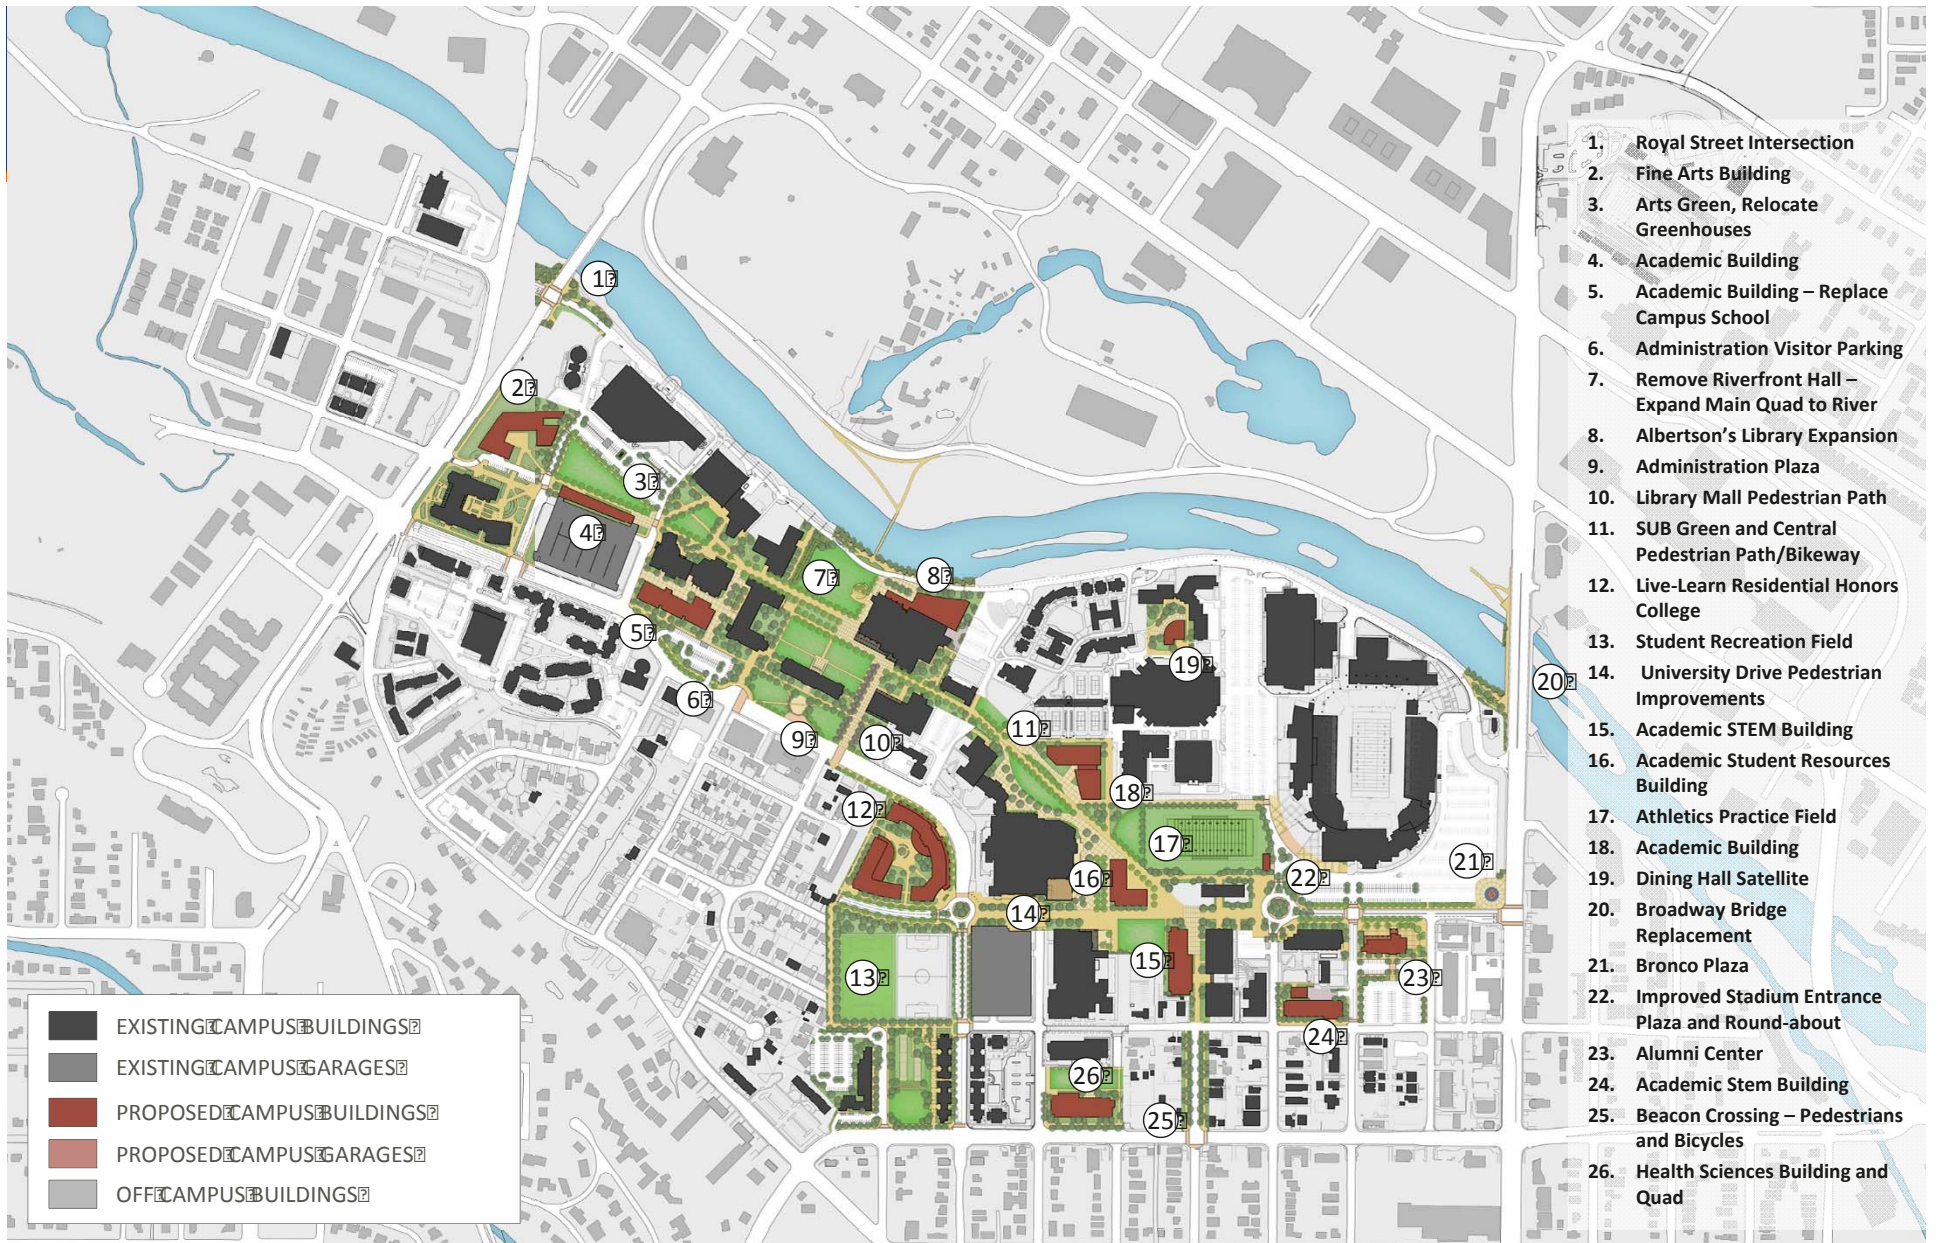 1. Royal Street Intersection
2. Fine Arts Building
3. Arts Green, Relocate
Greenhouses
4. Academic Building
5. Academic Building – Replace
Campus School
6. Administration Visitor Parking
7. Remove Riverfront Hall –
Expand Main Quad to River
8. Albertson’s Library Expansion
9. Administration Plaza
10. Library Mall Pedestrian Path
11. SUB Green and Central
Pedestrian Path/Bikeway
12. Live-Learn Residential Honors
College
13. Student Recreation Field
14. University Drive Pedestrian
Improvements
15. Academic STEM Building
16. Academic Student Resources
Building
17. Athletics Practice Field
18. Academic Building
19. Dining Hall Satellite
20. Broadway Bridge
Replacement
21. Bronco Plaza
22. Improved Stadium Entrance
Plaza and Round-about
23. Alumni Center
24. Academic Stem Building
25. Beacon Crossing – Pedestrians
and Bicycles
26. Health Sciences Building and
Quad
1⍰
2⍰
3⍰
4⍰
5⍰
6⍰
7⍰
8⍰
9⍰
10⍰
11⍰
12⍰
13⍰
14⍰
15⍰
16⍰
17⍰
18⍰
19⍰
20⍰
21⍰
22⍰
23⍰
24⍰
25⍰
26⍰
EXISTING⍰CAMPUS⍰BUILDINGS⍰
EXISTING⍰CAMPUS⍰GARAGES⍰
PROPOSED⍰CAMPUS⍰BUILDINGS⍰
PROPOSED⍰CAMPUS⍰GARAGES⍰
OFF⍰CAMPUS⍰BUILDINGS⍰